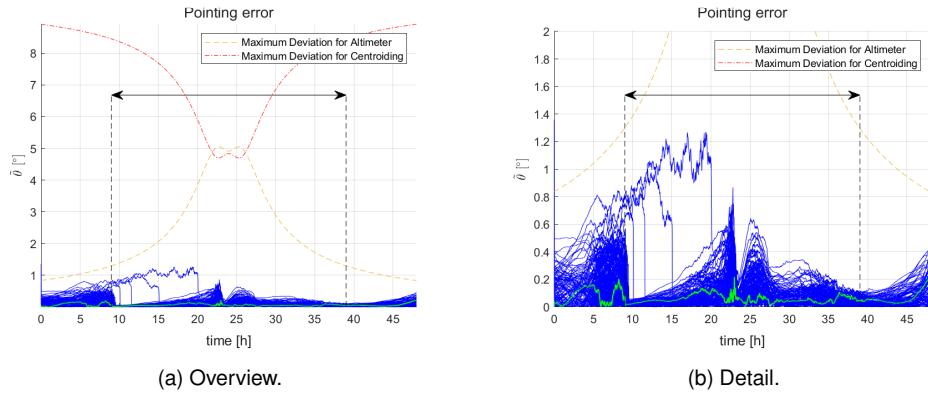 Pointing error
Maximum Deviation for Altimeter
Maximum Deviation for Centroiding
θ̃ [°]
8
7
6
5
4
3
2
1
0 5 10 15 20 25 30 35 40 45
time [h]
(a) Overview.
Pointing error
Maximum Deviation for Altimeter
Maximum Deviation for Centroiding
θ̃ [°]
2
1.8
1.6
1.4
1.2
1
0.8
0.6
0.4
0.2
0
0 5 10 15 20 25 30 35 40 45
time [h]
(b) Detail.